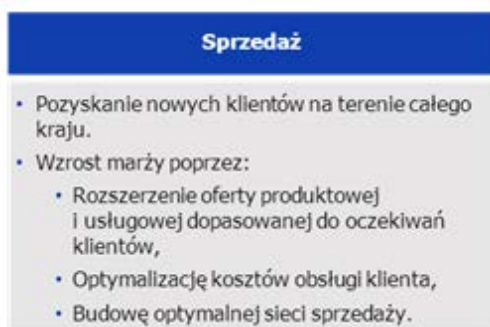 Sprzedaż
• Pozyskanie nowych klientów na terenie całego
kraju.
• Wzrost marży poprzez:
• Rozszerzenie oferty produktowej
i usługowej dopasowanej do oczekiwań
klientów,
• Optymalizację kosztów obsługi klienta,
• Budowę optymalnej sieci sprzedaży.